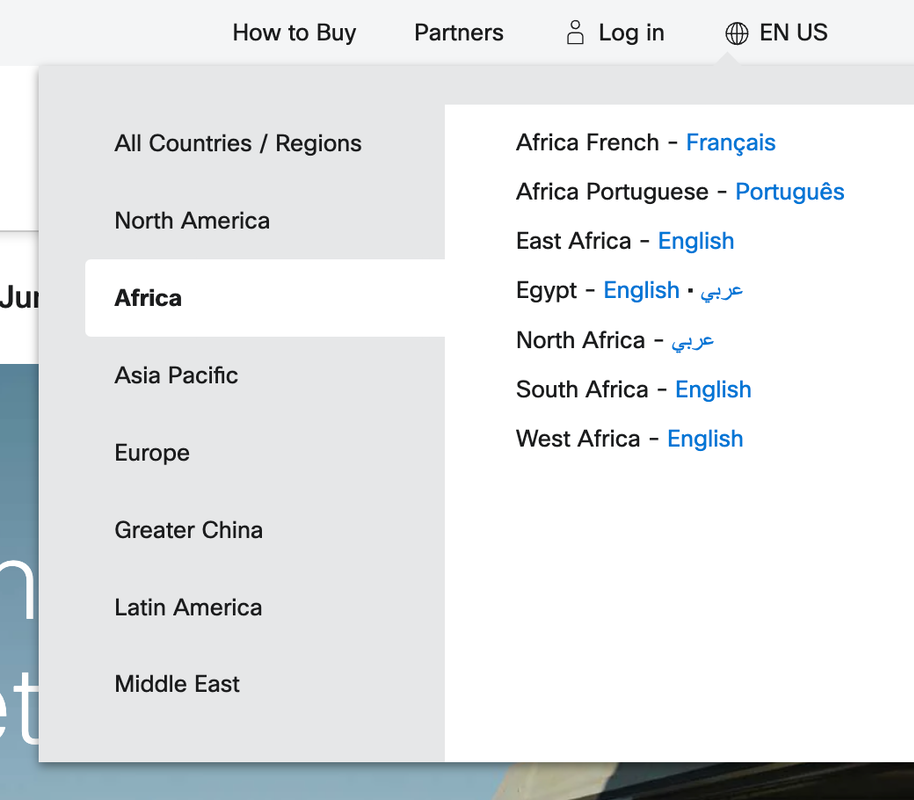 How to Buy
Partners
Log in
EN US
All Countries / Regions
North America
Africa
Asia Pacific
Europe
Greater China
Latin America
Middle East
Africa French - Français
Africa Portuguese - Português
East Africa - English
Egypt - English ▪ عربي
North Africa - عربي
South Africa - English
West Africa - English